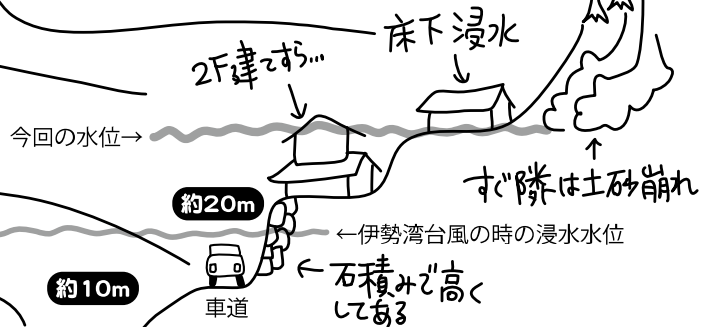 床下浸水
2F建てすら…
今回の水位→
すぐ隣は土砂崩れ
約20m
←伊勢湾台風の時の浸水水位
約10m
←石積みで高く
してある
車道